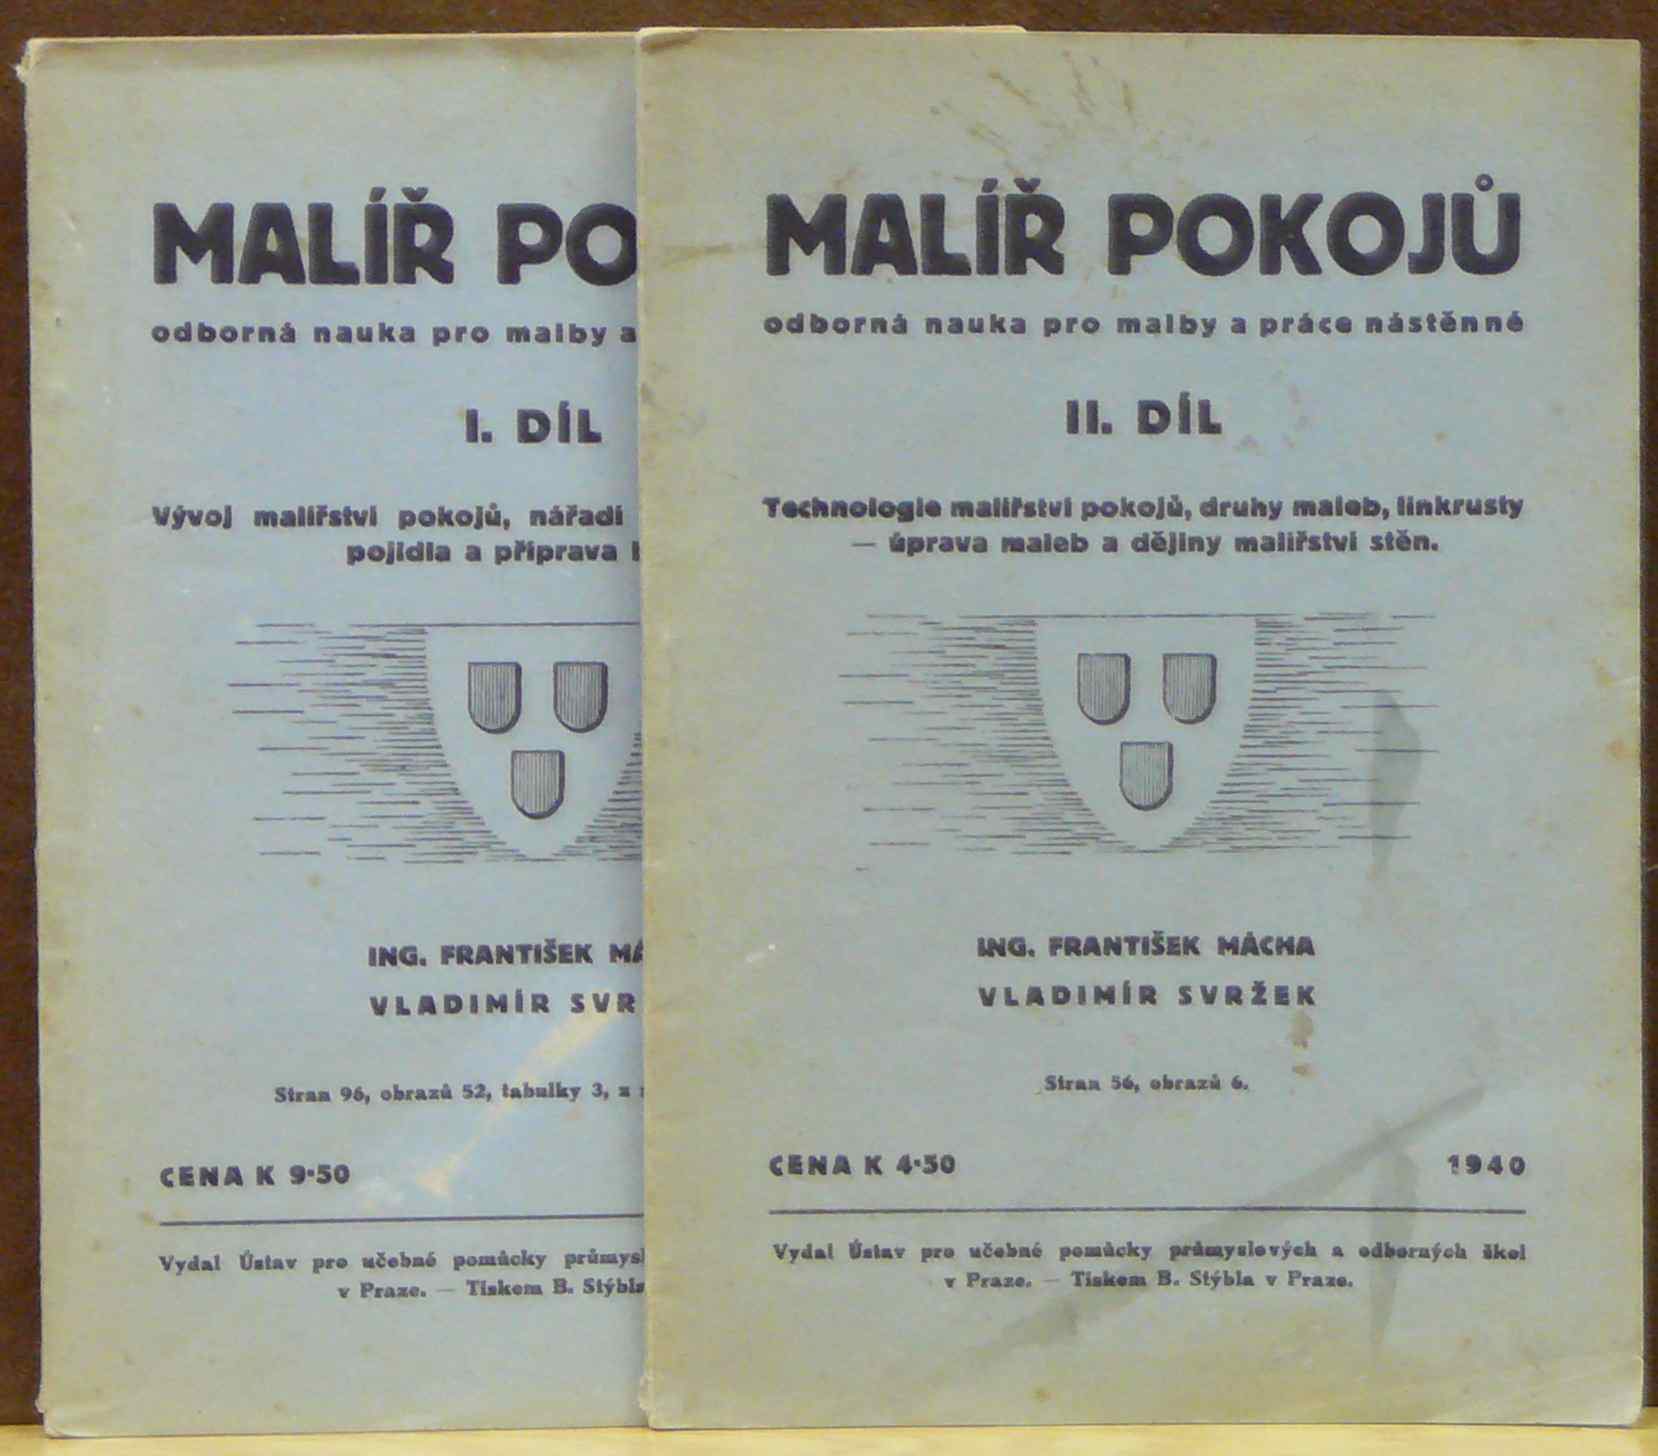 MALÍŘ PO
odborná nauka pro malby a
I. DÍL
Vývoj malířství pokojů, nářadí
pojidla a příprava
ING. FRANTIŠEK
VLADIMÍR SVR
Stran 96, obrazů 52, tabulky 3, z
CENA K 9·50
Vydal Ústav pro učebné pomůcky průmysl
v Praze. — Tiskem B. Stýbla
MALÍŘ POKOJŮ
odborná nauka pro malby a práce nástěnné
II. DÍL
Technologie malířství pokojů, druhy maleb, linkrusty
— úprava maleb a dějiny malířství stěn.
ING. FRANTIŠEK MÁCHA
VLADIMÍR SVRŽEK
Stran 56, obrazů 6.
CENA K 4·50 1940
Vydal Ústav pro učebné pomůcky průmyslových a odborných škol
v Praze. — Tiskem B. Stýbla v Praze.